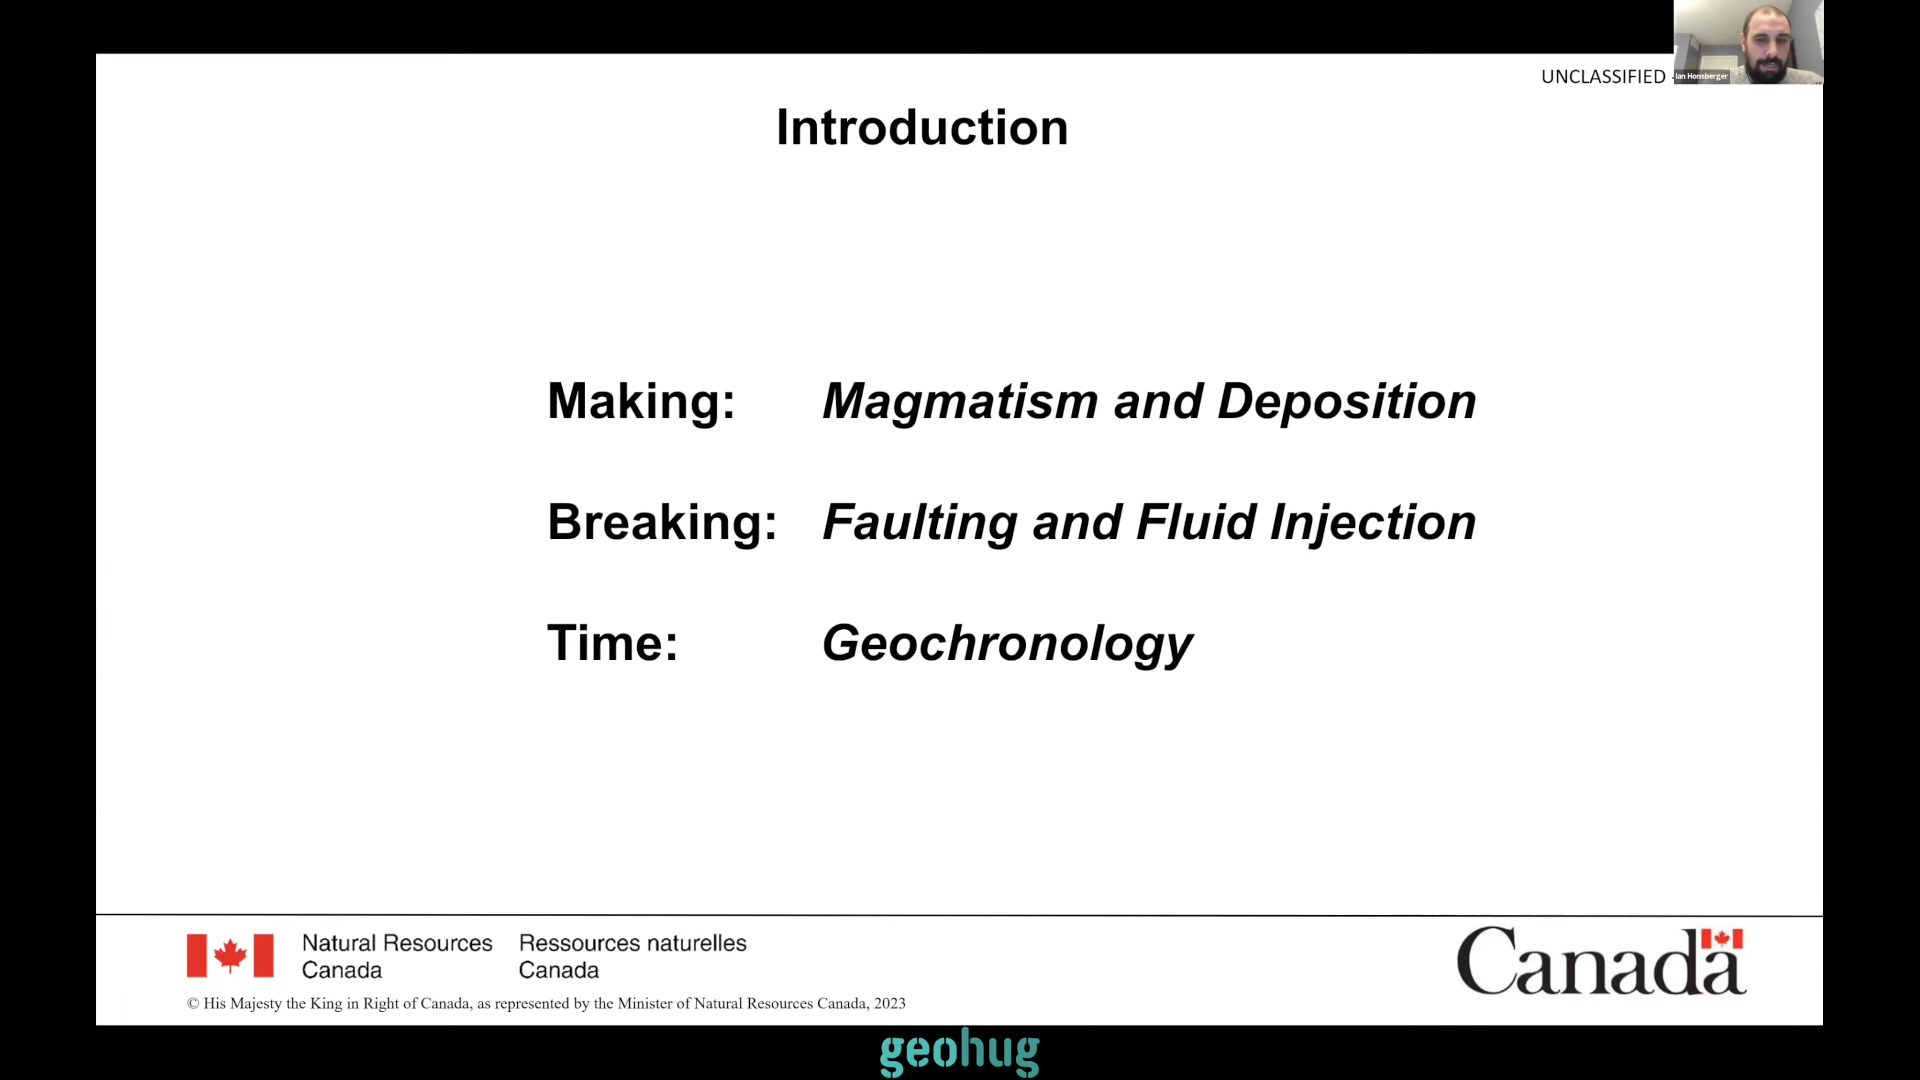 UNCLASSIFIED -
Ian Honsberger
Introduction
Making: Magmatism and Deposition
Breaking: Faulting and Fluid Injection
Time: Geochronology
Natural Resources Ressources naturelles
Canada Canada
© His Majesty the King in Right of Canada, as represented by the Minister of Natural Resources Canada, 2023
Canada
geohug